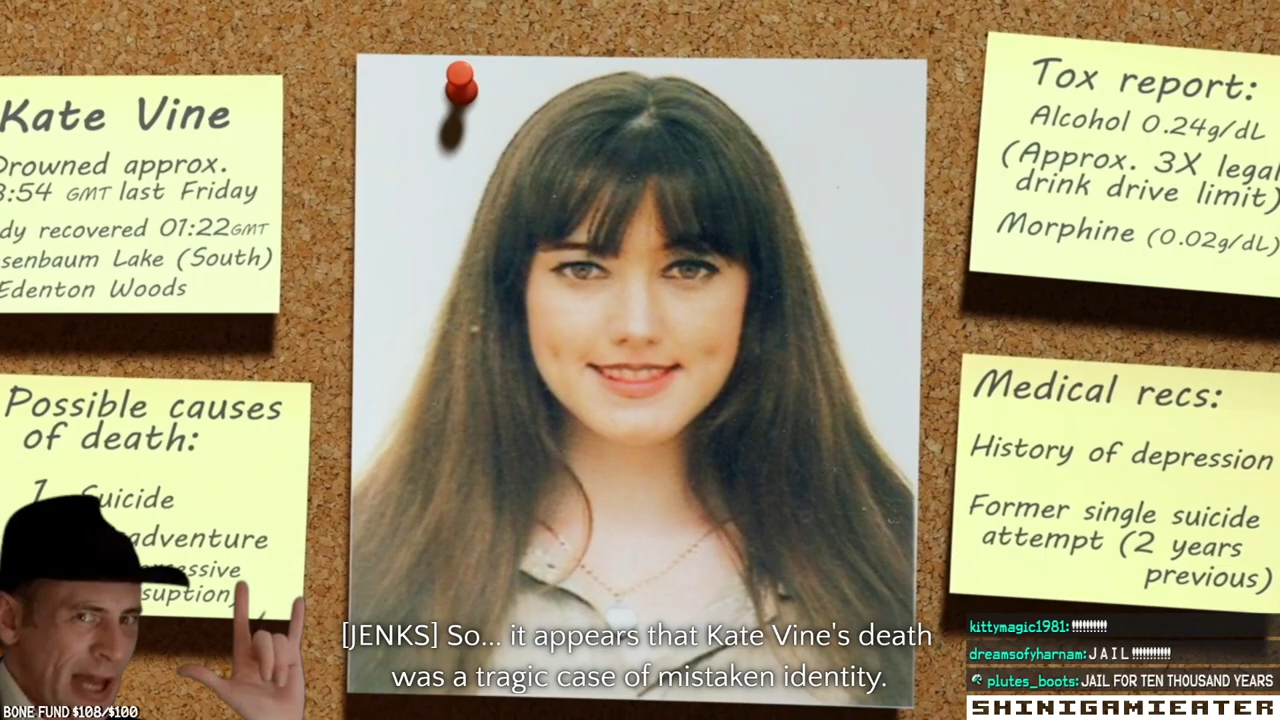 Kate Vine
Drowned approx.
8:54 GMT last Friday
dy recovered 01:22GMT
senbaum Lake (South)
Edenton Woods
Possible causes
of death:
1. Suicide
adventure
essive
suption)
Tox report:
Alcohol 0.24g/dL
(Approx. 3X legal
drink drive limit)
Morphine (0.02g/dL)
Medical recs:
History of depression
Former single suicide
attempt (2 years
previous)
[JENKS] So... it appears that Kate Vine's death
was a tragic case of mistaken identity.
kittymagic1981: !!!!!!!!!!
dreamsofyharnam: J A I L !!!!!!!!!!!
plutes_boots: JAIL FOR TEN THOUSAND YEARS
BONE FUND $108/$100
SHINIGAMIEATER